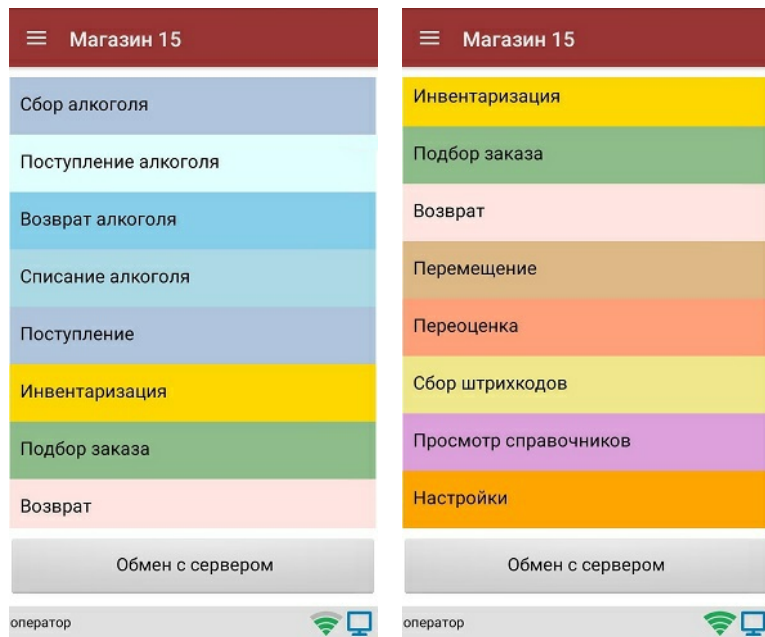 Магазин 15
Сбор алкоголя
Поступление алкоголя
Возврат алкоголя
Списание алкоголя
Поступление
Инвентаризация
Подбор заказа
Возврат
Обмен с сервером
оператор
Магазин 15
Инвентаризация
Подбор заказа
Возврат
Перемещение
Переоценка
Сбор штрихкодов
Просмотр справочников
Настройки
Обмен с сервером
оператор